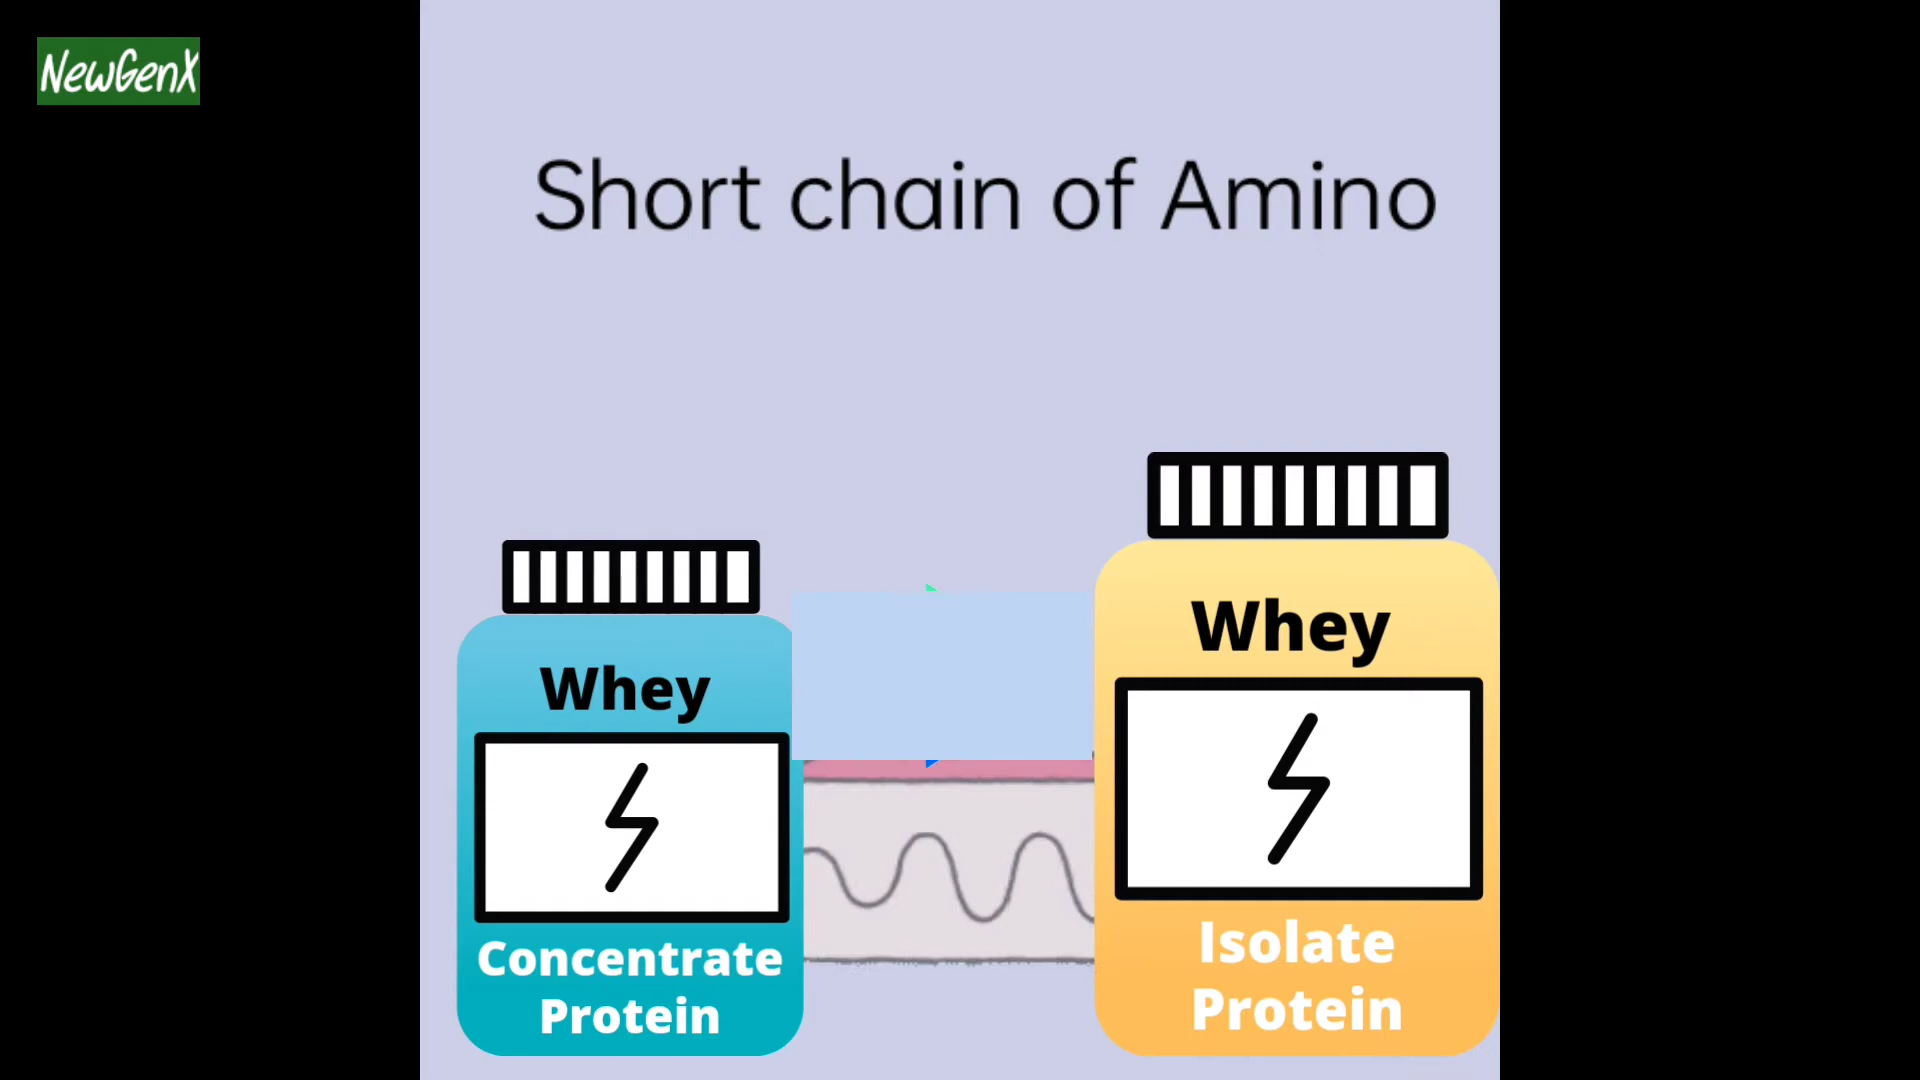 NewGenX
Short chain of Amino
Whey
Concentrate
Protein
Whey
Isolate
Protein